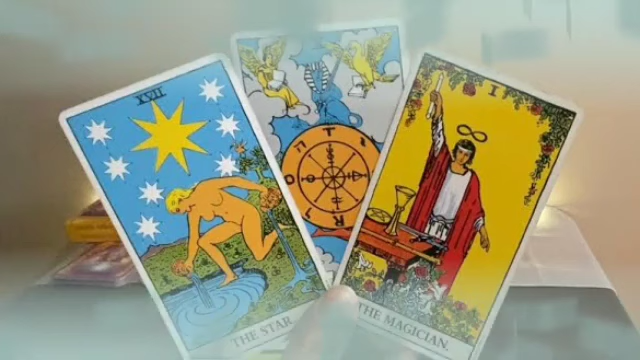 XVII
THE STAR
I
THE MAGICIAN.